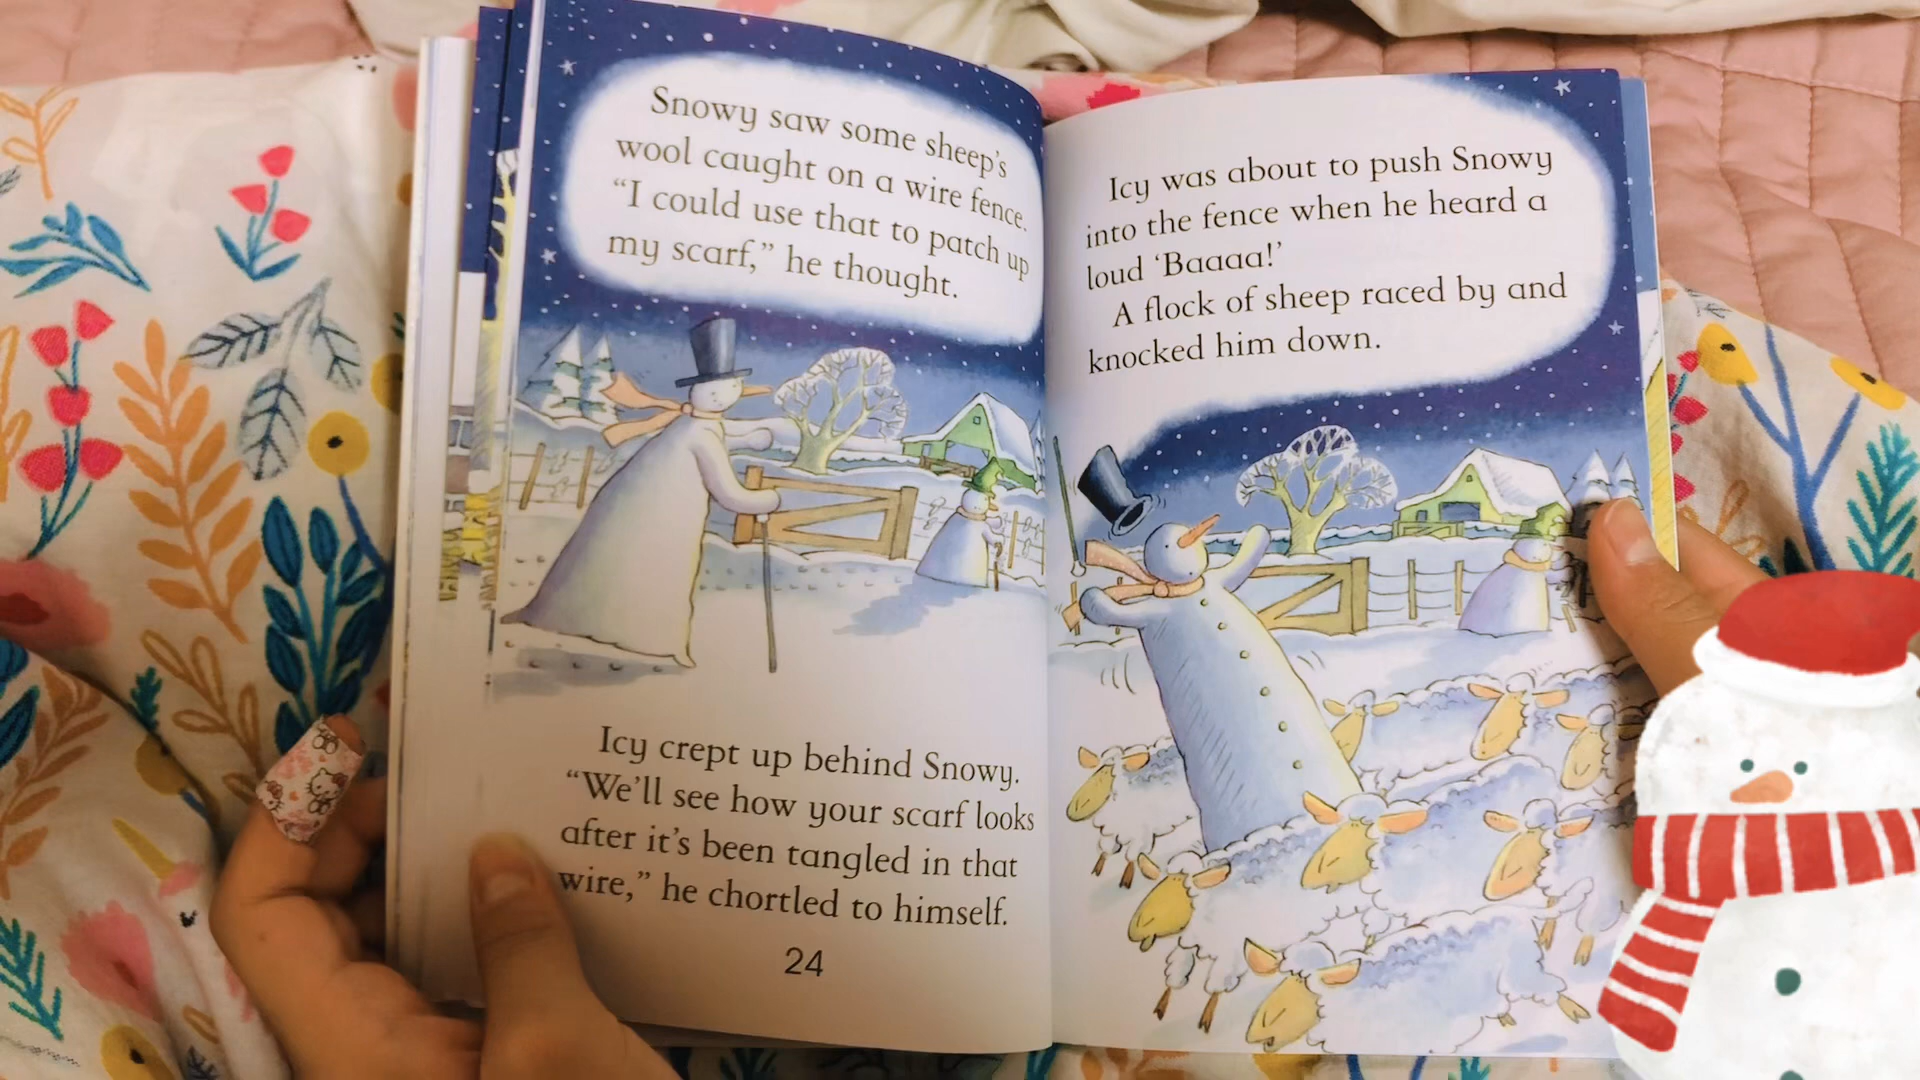 Snowy saw some sheep's
wool caught on a wire fence.
“I could use that to patch up
my scarf,” he thought.
Icy crept up behind Snowy.
“We'll see how your scarf looks
after it's been tangled in that
wire,” he chortled to himself.
24
Icy was about to push Snowy
into the fence when he heard a
loud ‘Baaaa!’
A flock of sheep raced by and
knocked him down.